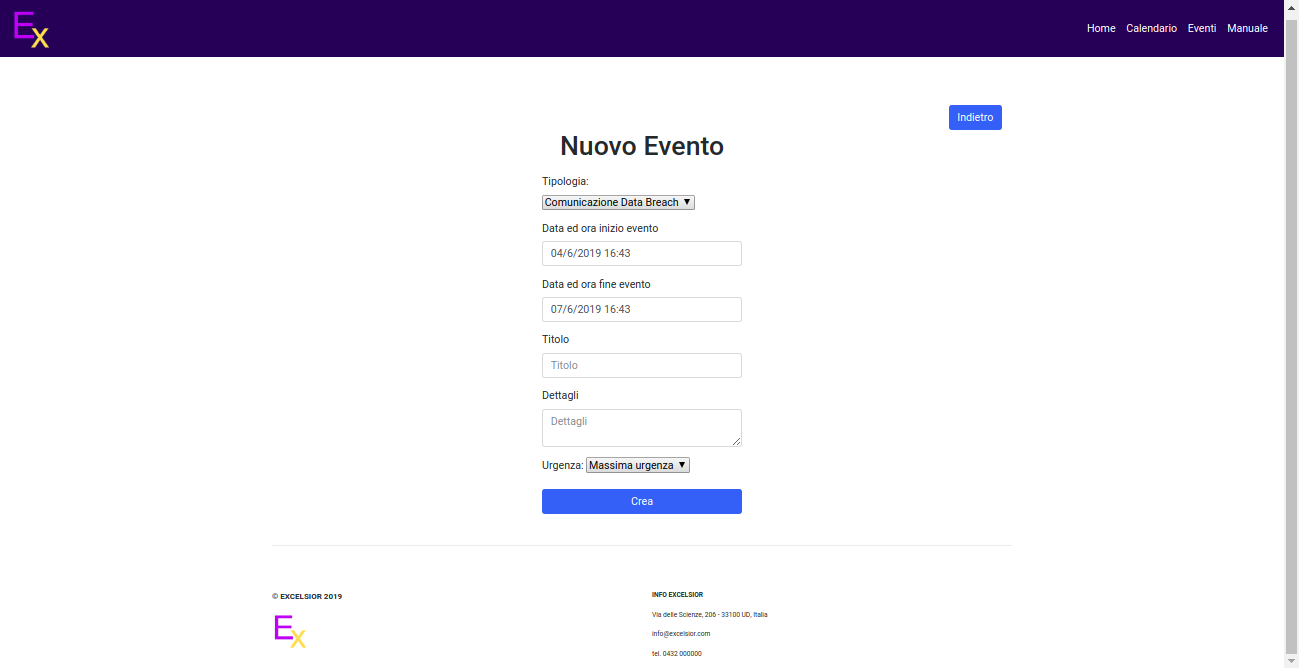 Ex
Home Calendario Eventi Manuale
Indietro
Nuovo Evento
Tipologia:
Comunicazione Data Breach
Data ed ora inizio evento
04/6/2019 16:43
Data ed ora fine evento
07/6/2019 16:43
Titolo
Titolo
Dettagli
Dettagli
Urgenza: Massima urgenza
Crea
© EXCELSIOR 2019
Ex
INFO EXCELSIOR
Via delle Scienze, 206 - 33100 UD, Italia
info@excelsior.com
tel. 0432 000000